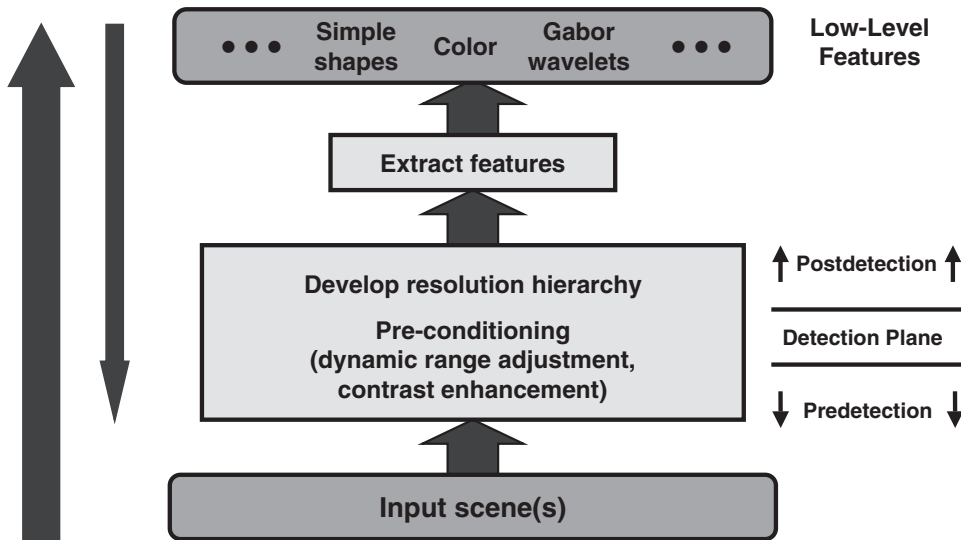 Simple shapes
Color
Gabor wavelets
Low-Level Features
Extract features
Develop resolution hierarchy
Pre-conditioning
(dynamic range adjustment,
contrast enhancement)
Postdetection
Detection Plane
Predetection
Input scene(s)